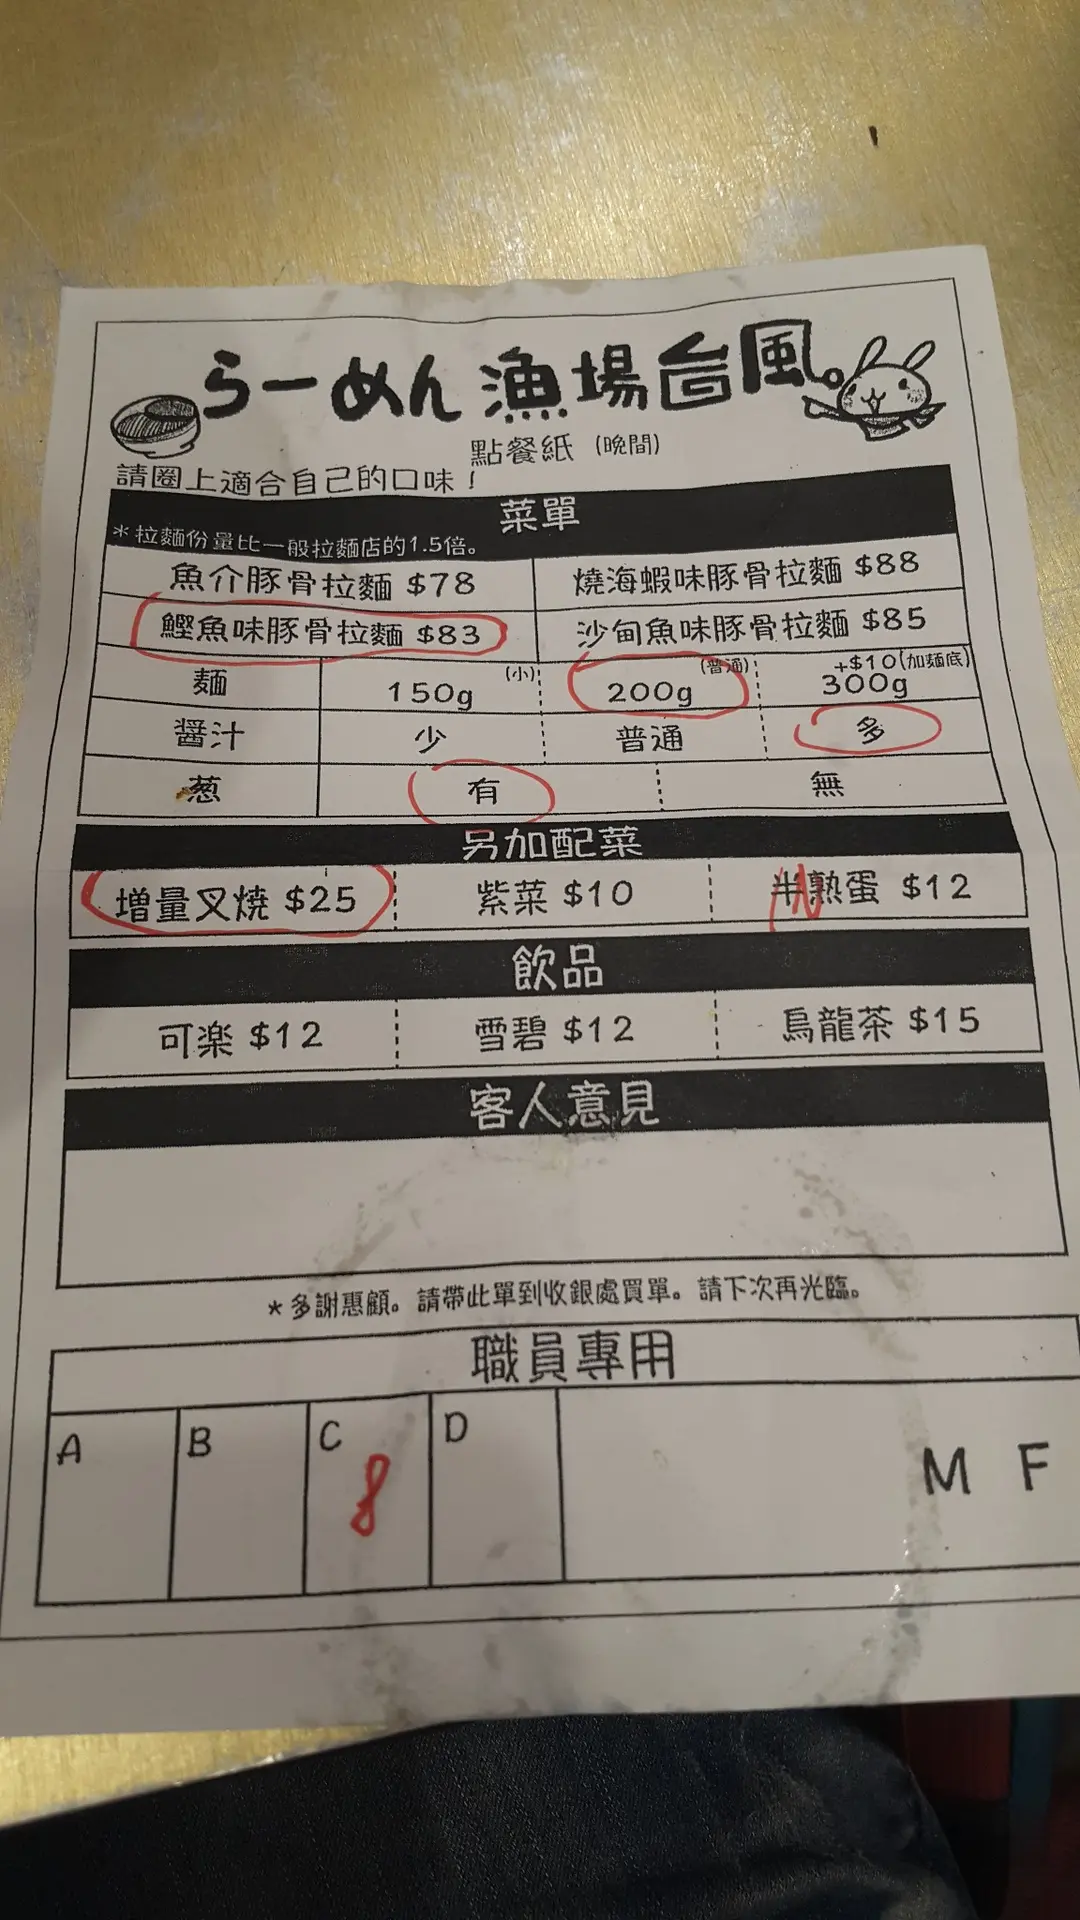 らーめん 漁場台風
點餐紙 (晚間)
請圈上適合自己的口味！
菜單
＊拉麵份量比一般拉麵店的1.5倍。
魚介豚骨拉麵 $78 燒海蝦味豚骨拉麵 $88
鰹魚味豚骨拉麵 $83 沙甸魚味豚骨拉麵 $85
麵 150g (小) 200g (普通) 300g +$10(加麵底)
醬汁 少 普通 多
葱 有 無
另加配菜
增量叉燒 $25 紫菜 $10 半熟蛋 $12
飲品
可楽 $12 雪碧 $12 烏龍茶 $15
客人意見
＊多謝惠顧。請帶此單到收銀處買單。請下次再光臨。
職員專用
A B C D
8
M F